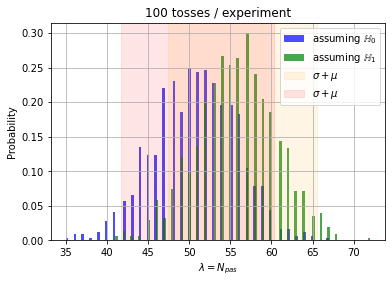 100 tosses / experiment
0.30
0.25
0.20
0.15
0.10
0.05
0.00
Probability
assuming ℍ₀
assuming ℍ₁
σ + μ
σ + μ
35 40 45 50 55 60 65 70
λ = N_pas